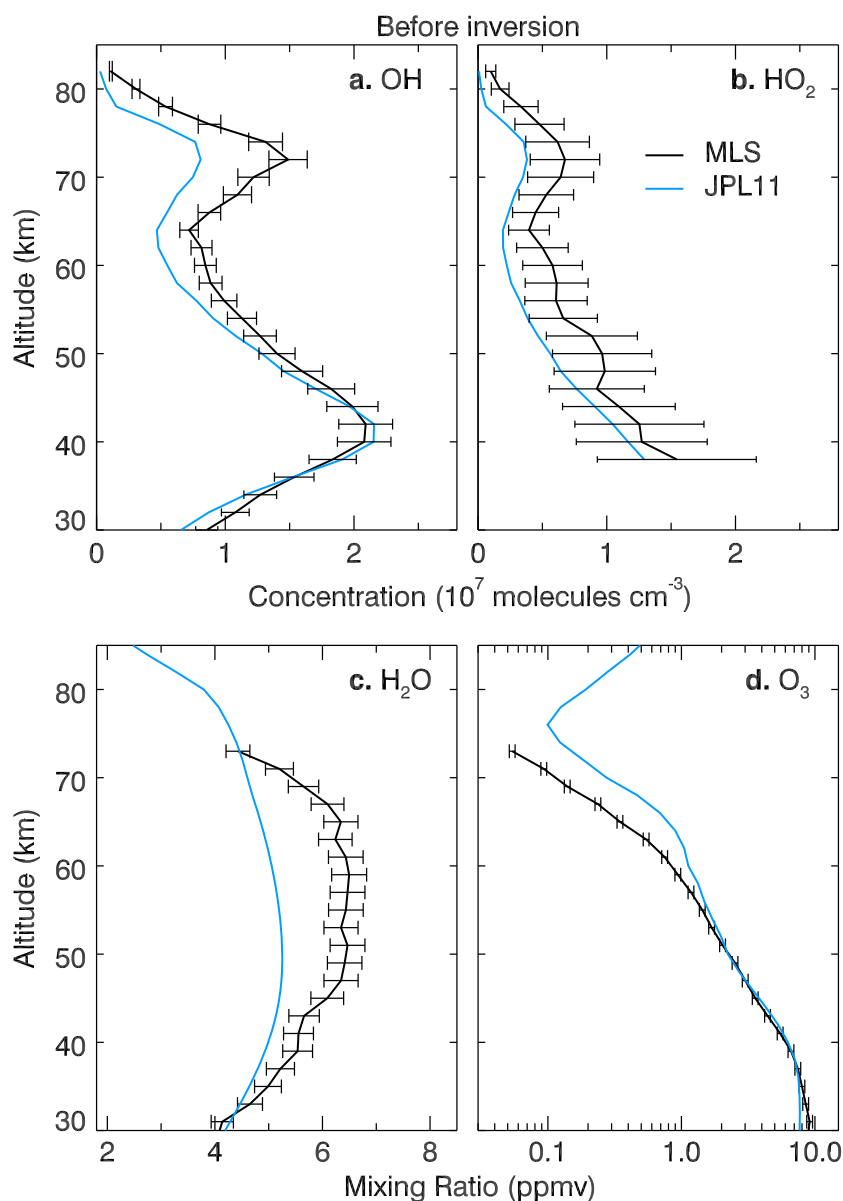 Before inversion
a. OH
b. HO2
MLS
JPL11
Altitude (km)
80
70
60
50
40
30
0
1
2
0
1
2
Concentration (10^7 molecules cm^-3)
c. H2O
d. O3
Altitude (km)
80
70
60
50
40
30
2
4
6
8
0.1
1.0
10.0
Mixing Ratio (ppmv)